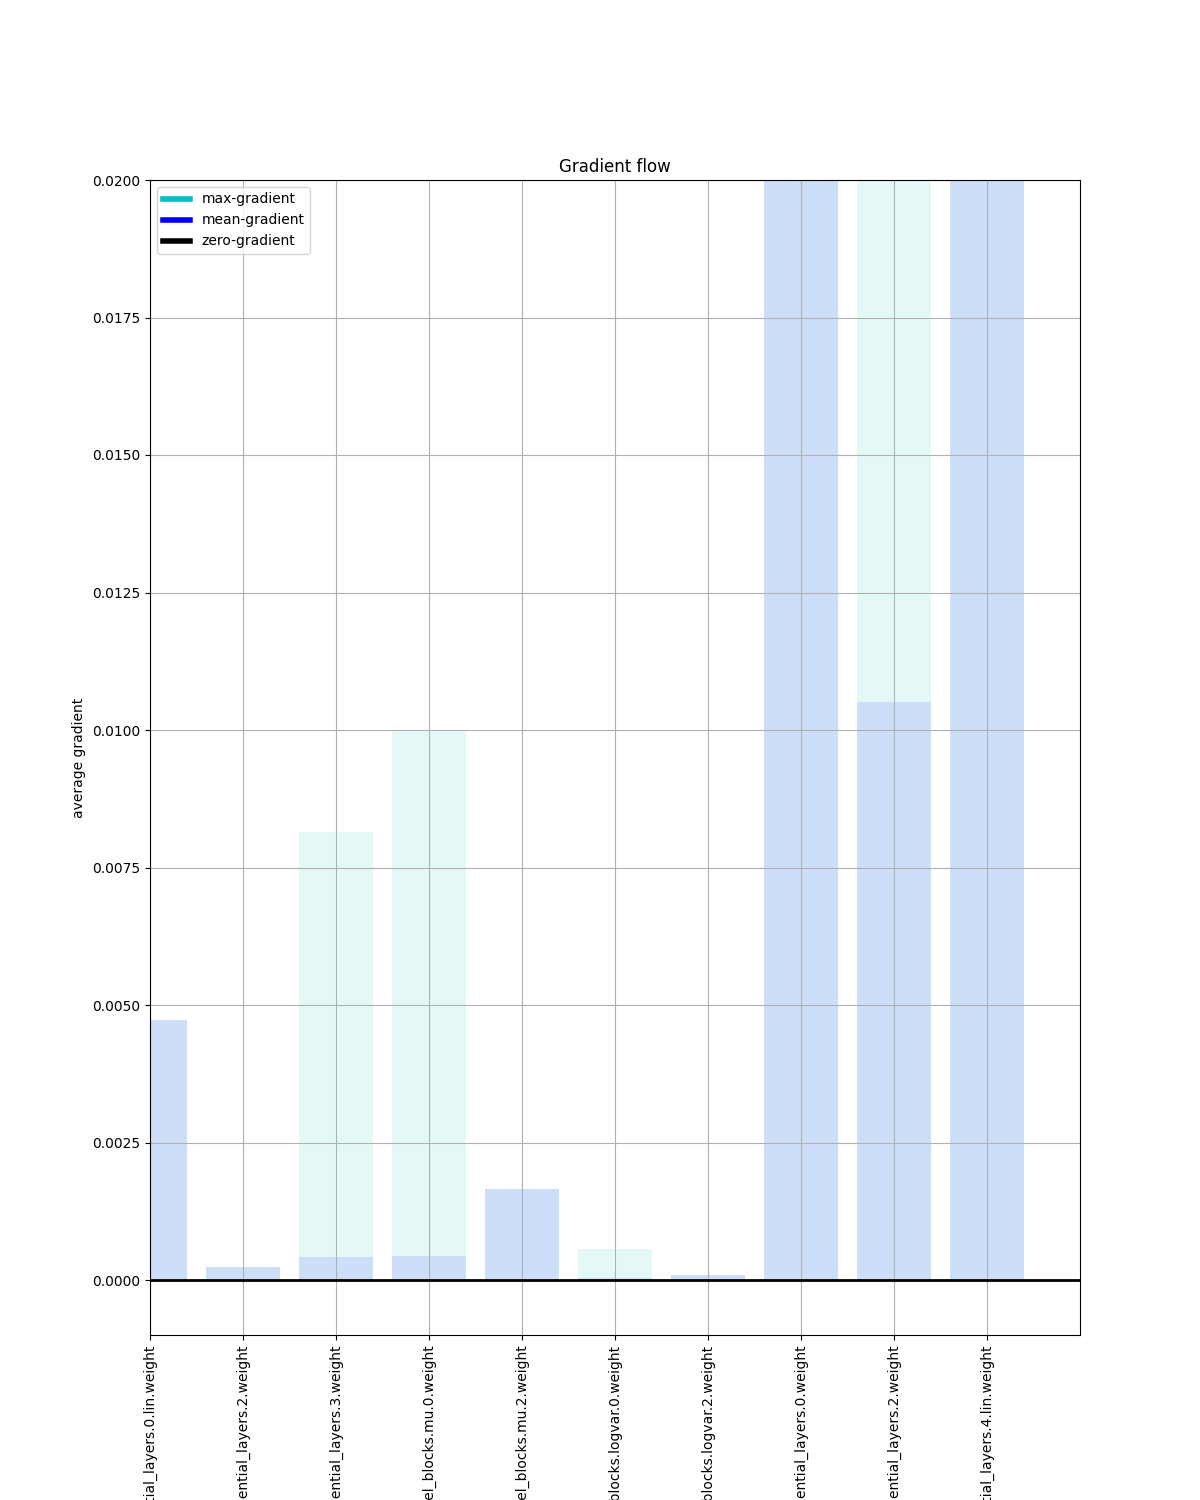 Gradient flow
max-gradient
mean-gradient
zero-gradient
0.0200
0.0175
0.0150
0.0125
0.0100
0.0075
0.0050
0.0025
0.0000
average gradient
tial_layers.0.lin.weight
ential_layers.2.weight
ential_layers.3.weight
el_blocks.mu.0.weight
el_blocks.mu.2.weight
blocks.logvar.0.weight
blocks.logvar.2.weight
ential_layers.0.weight
ential_layers.2.weight
tial_layers.4.lin.weight